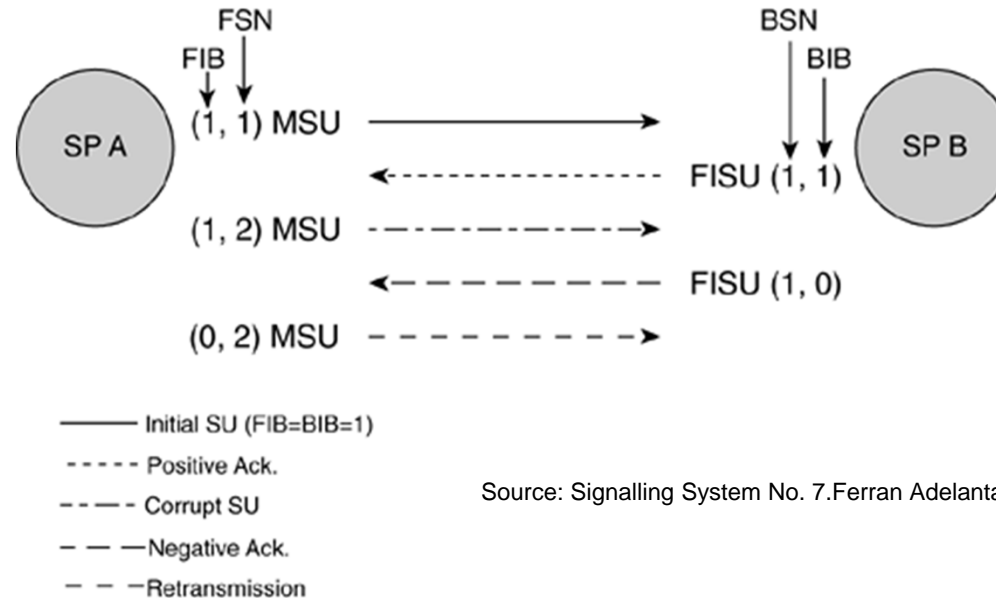 FSN
BSN
FIB
BIB
SP A
(1, 1) MSU
SP B
FISU (1, 1)
(1, 2) MSU
FISU (1, 0)
(0, 2) MSU
Initial SU (FIB=BIB=1)
Positive Ack.
Source: Signalling System No. 7.Ferran Adelanta
Corrupt SU
Negative Ack.
Retransmission